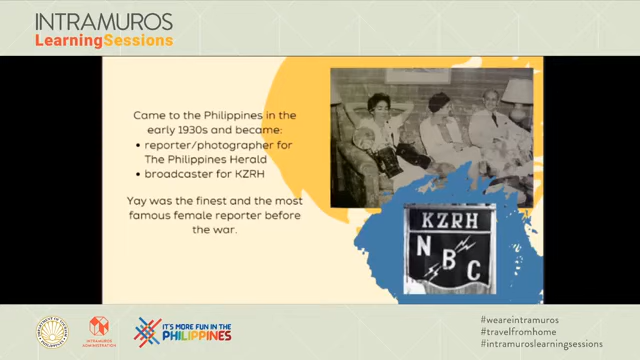 INTRAMUROS
LearningSessions
Came to the Philippines in the
early 1930s and became:
• reporter/photographer for
The Philippines Herald
• broadcaster for KZRH
Yay was the finest and the most
famous female reporter before
the war.
KZRH
NBC
INTRAMUROS
ADMINISTRATION
IT'S MORE FUN IN THE
PHILIPPINES
#weareintramuros
#travelfromhome
#intramuroslearningsessions